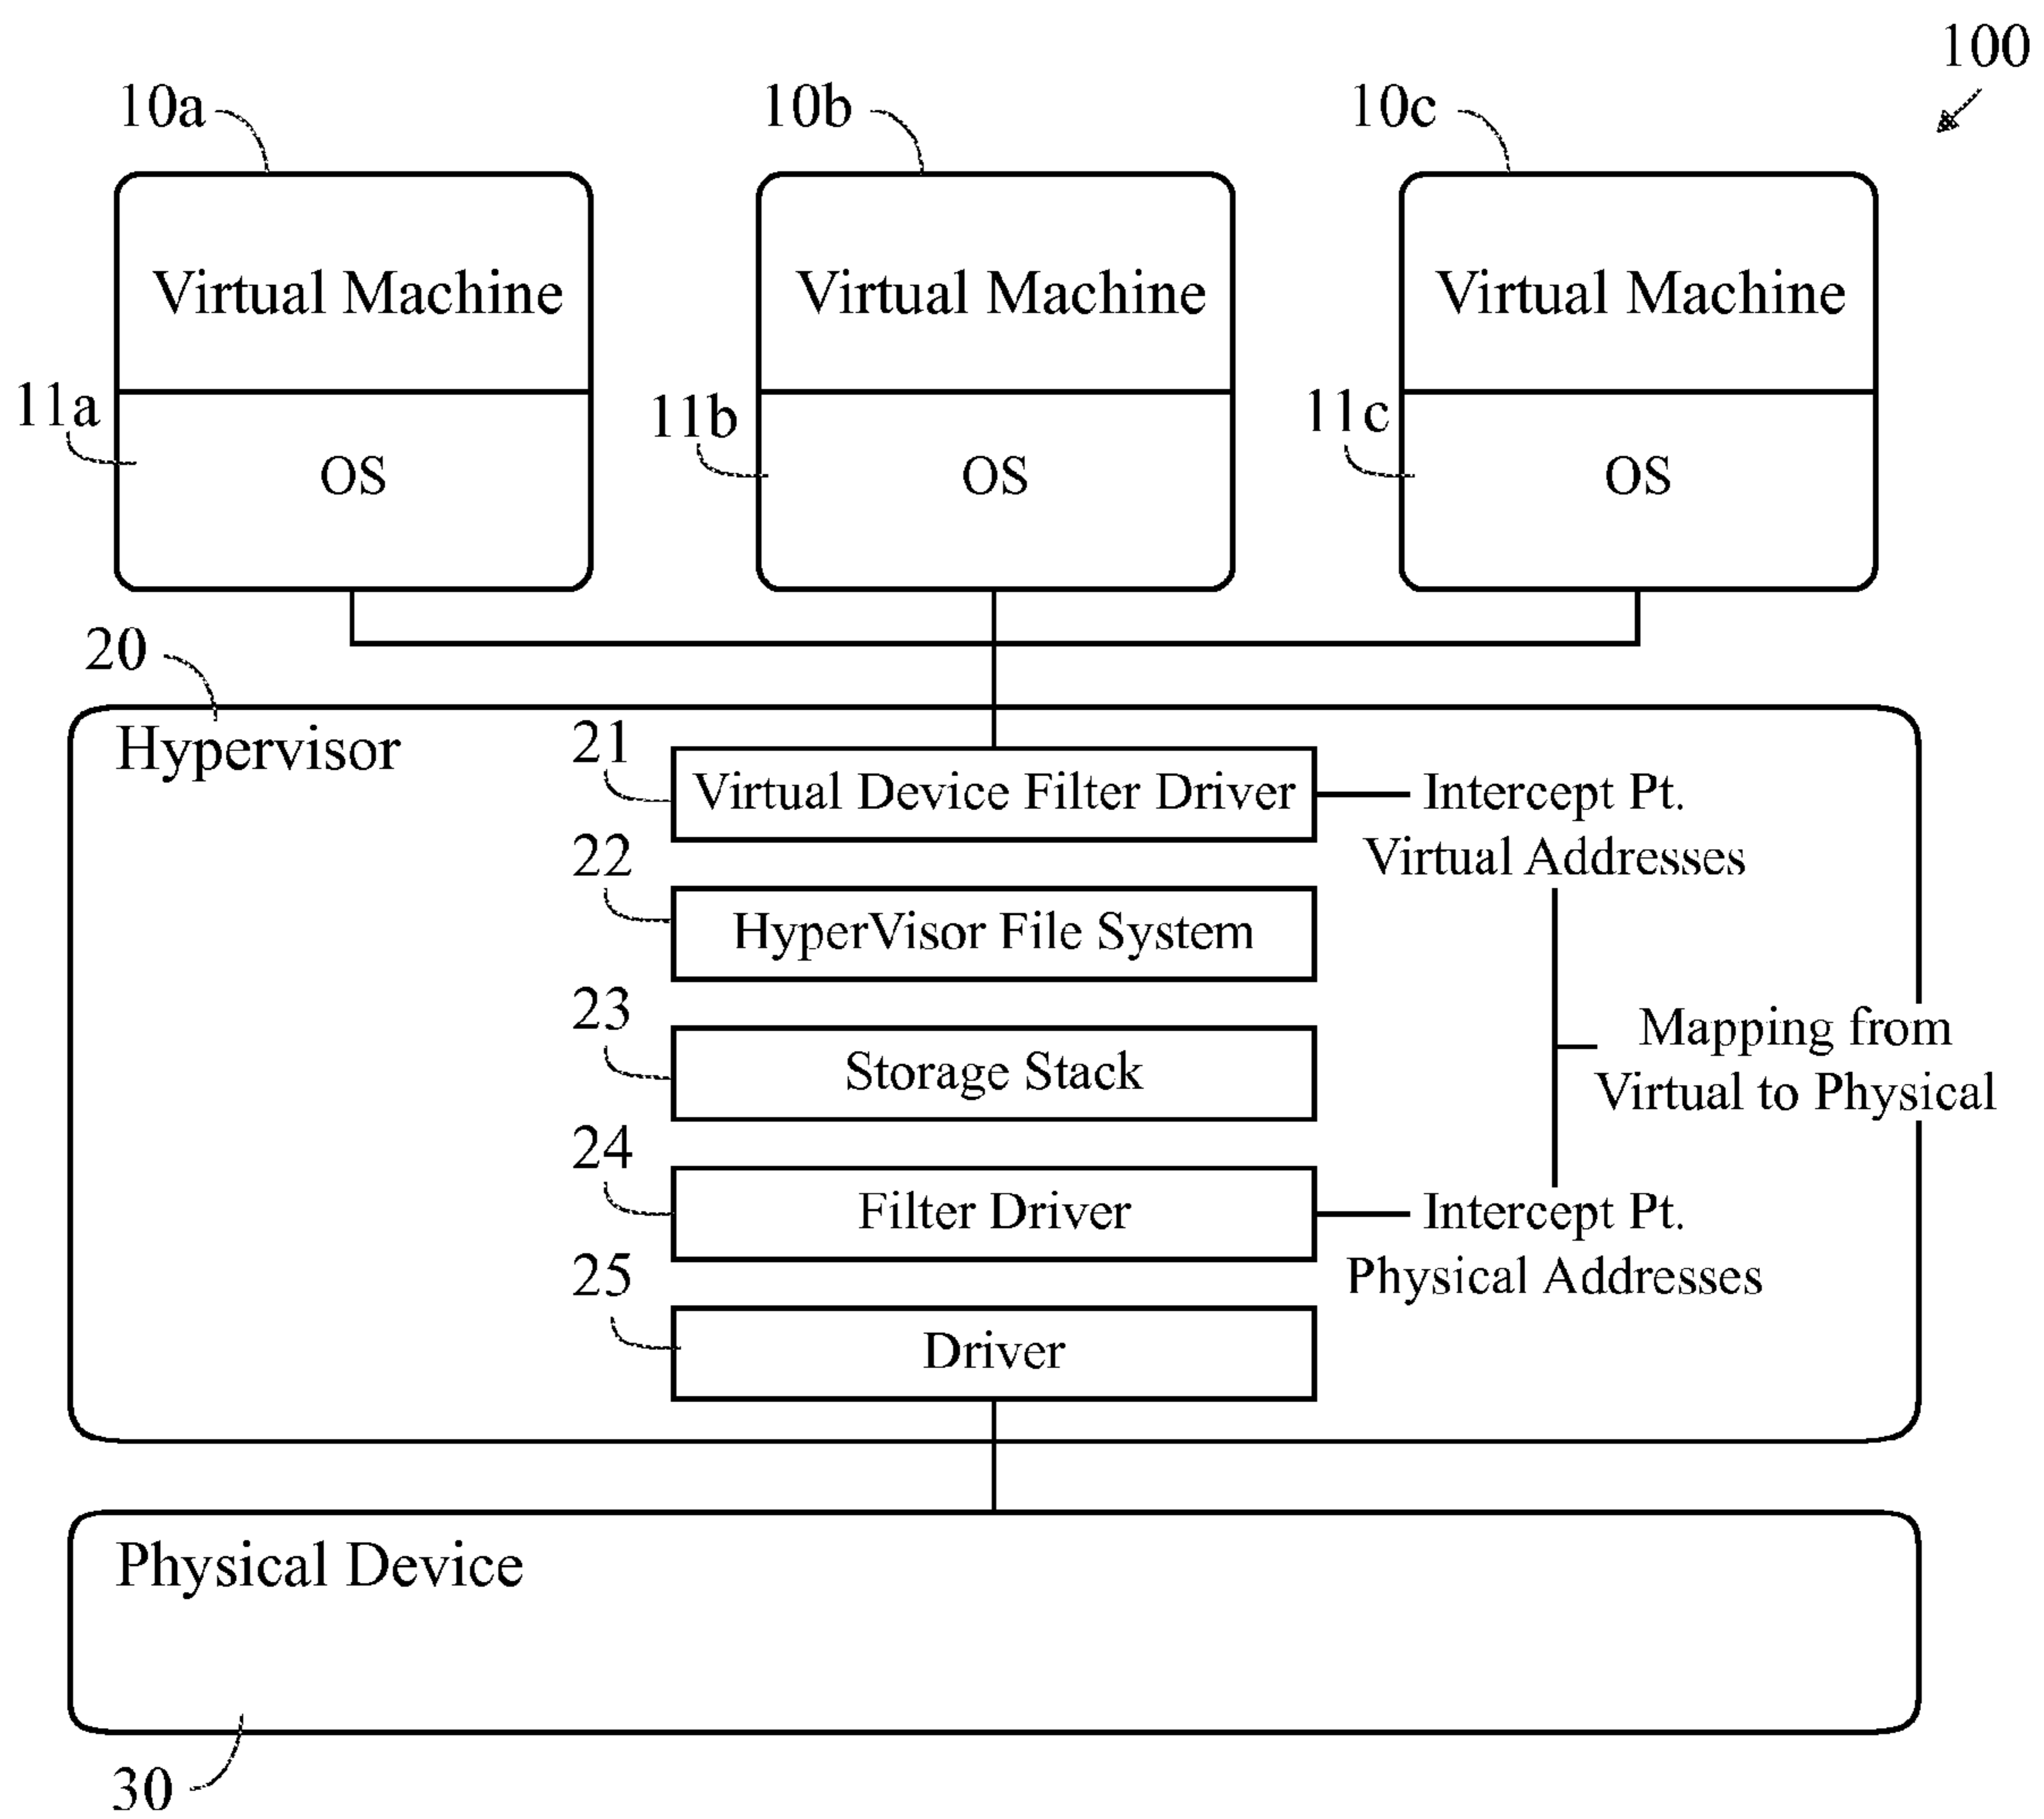 100
10a
10b
10c
Virtual Machine
Virtual Machine
Virtual Machine
11a
11b
11c
OS
OS
OS
20
Hypervisor
21
Virtual Device Filter Driver
Intercept Pt.
Virtual Addresses
22
HyperVisor File System
23
Storage Stack
Mapping from
Virtual to Physical
24
Filter Driver
Intercept Pt.
Physical Addresses
25
Driver
Physical Device
30